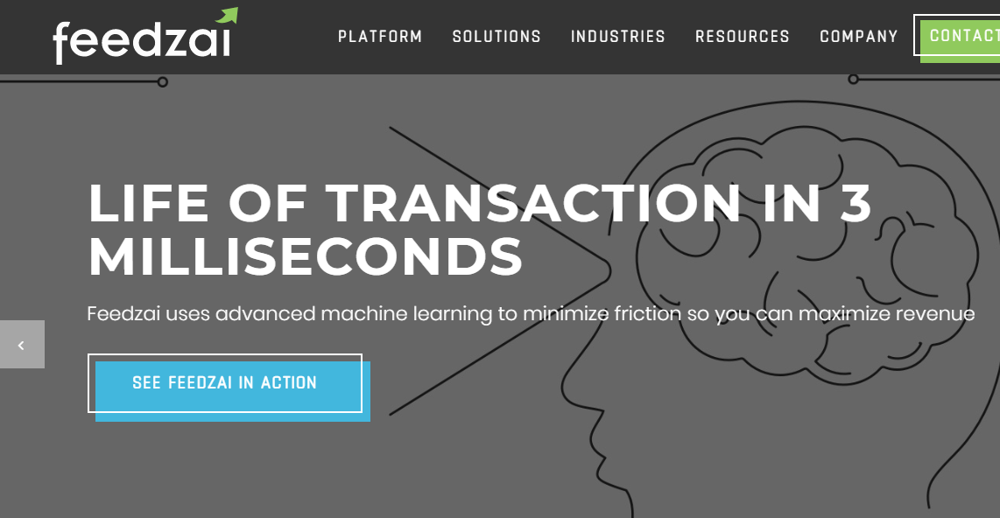 feedzai
PLATFORM SOLUTIONS INDUSTRIES RESOURCES COMPANY CONTACT
LIFE OF TRANSACTION IN 3
MILLISECONDS
Feedzai uses advanced machine learning to minimize friction so you can maximize revenue
SEE FEEDZAI IN ACTION